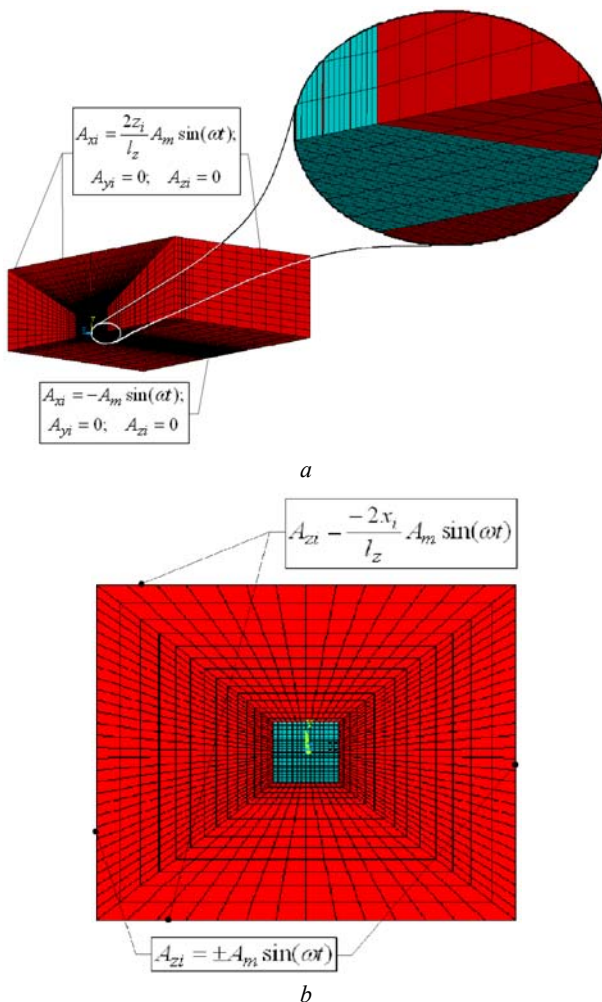 A_{xi} = \frac{2z_i}{l_z} A_m \sin(\omega t);
A_{yi} = 0; A_{zi} = 0
A_{xi} = -A_m \sin(\omega t);
A_{yi} = 0; A_{zi} = 0
a
A_{zi} - \frac{-2x_i}{l_z} A_m \sin(\omega t)
A_{zi} = \pm A_m \sin(\omega t)
b